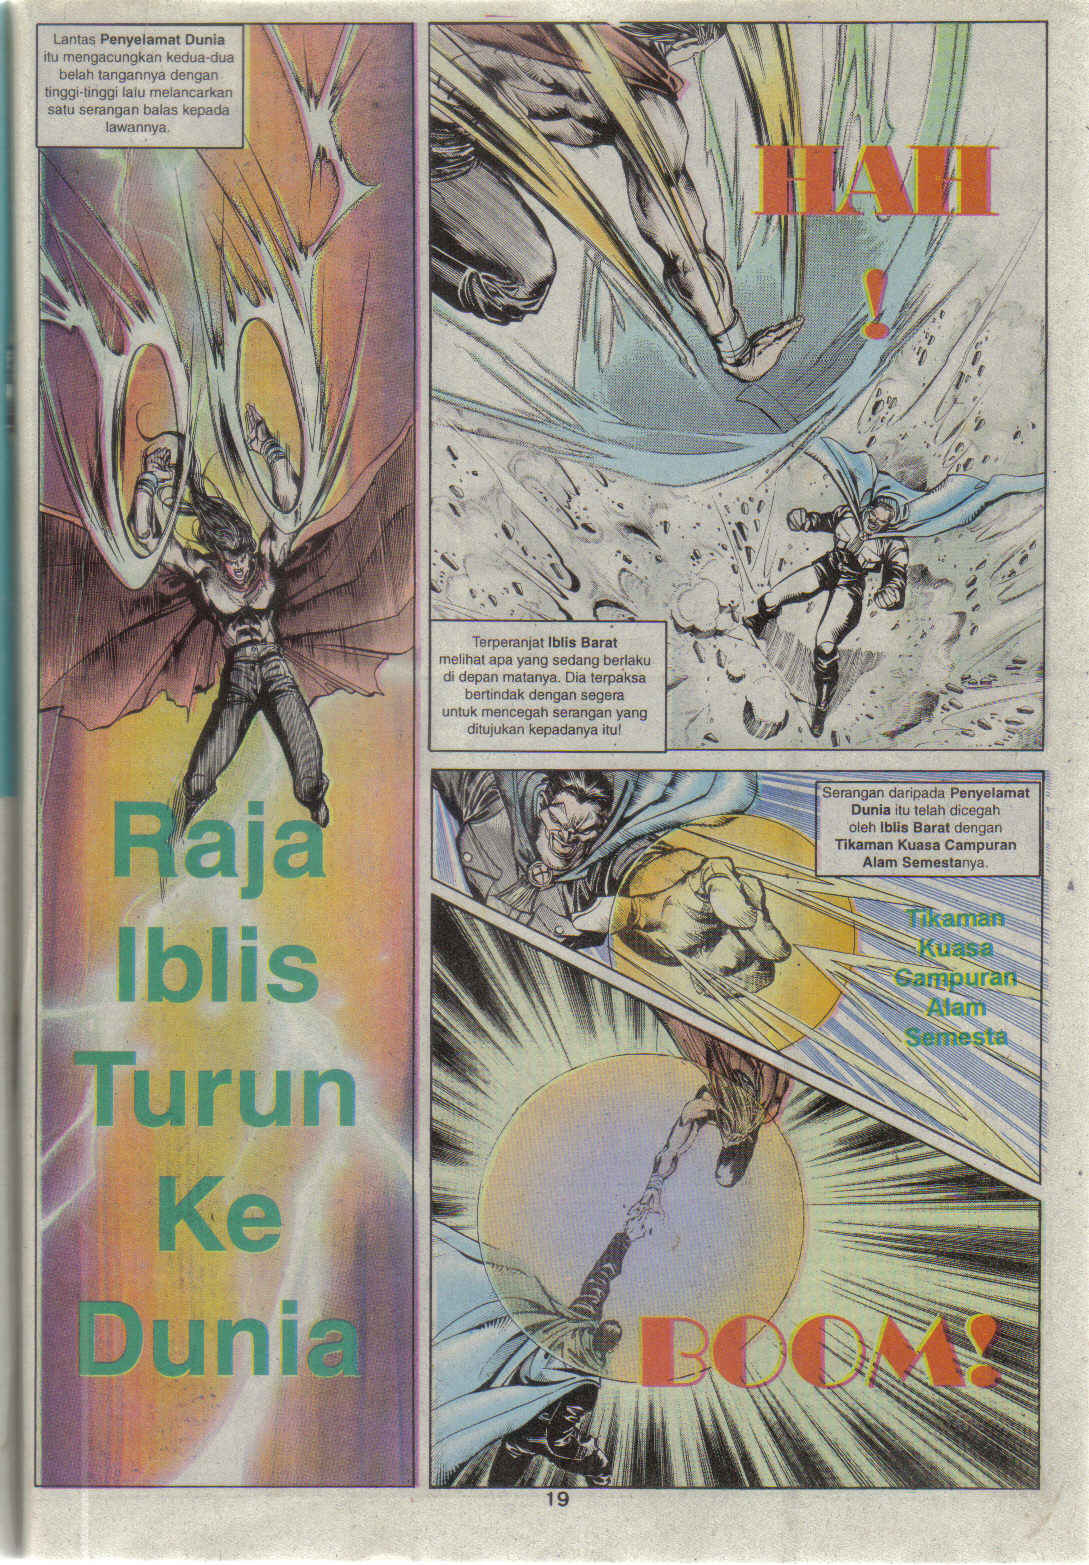 Lantas Penyelamat Dunia
itu mengacungkan kedua-dua
belah tangannya dengan
tinggi-tinggi lalu melancarkan
satu serangan balas kepada
lawannya.
Raja
Iblis
Turun
Ke
Dunia
HAH
!
Terperanjat Iblis Barat
melihat apa yang sedang berlaku
di depan matanya. Dia terpaksa
bertindak dengan segera
untuk mencegah serangan yang
ditujukan kepadanya itu!
Serangan daripada Penyelamat
Dunia itu telah dicegah
oleh Iblis Barat dengan
Tikaman Kuasa Campuran
Alam Semestanya.
Tikaman
Kuasa
Campuran
Alam
Semesta
BOOM!
19